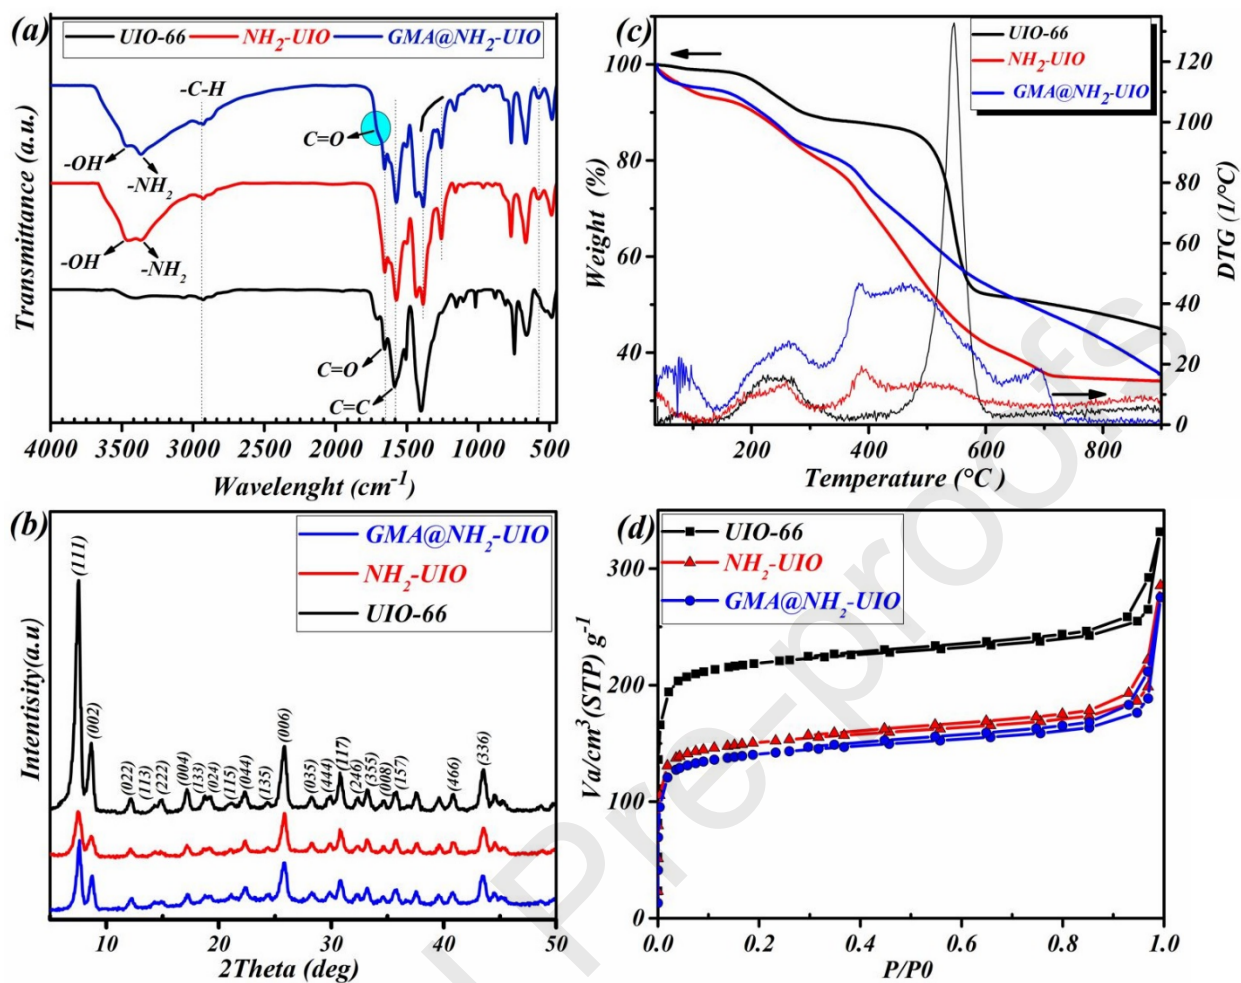 (a)
UIO-66 NH2-UIO GMA@NH2-UIO
-C-H
C=O
-OH
-NH2
-OH
-NH2
C=O
C=C
Transmittance (a.u.)
4000 3500 3000 2500 2000 1500 1000 500
Wavelenght (cm-1)
(c)
UIO-66
NH2-UIO
GMA@NH2-UIO
100
80
60
40
Weight (%)
120
100
80
60
40
20
0
DTG (1/°C)
200 400 600 800
Temperature (°C )
(b)
GMA@NH2-UIO
NH2-UIO
UIO-66
(111)
(002)
(022)
(113)
(222)
(004)
(133)
(024)
(115)
(044)
(135)
(006)
(035)
(444)
(117)
(246)
(355)
(008)
(157)
(466)
(336)
Intentisity(a.u)
10 20 30 40 50
2Theta (deg)
(d)
UIO-66
NH2-UIO
GMA@NH2-UIO
300
200
100
0
Va/cm3 (STP) g-1
0.0 0.2 0.4 0.6 0.8 1.0
P/P0
l Pre-proofs